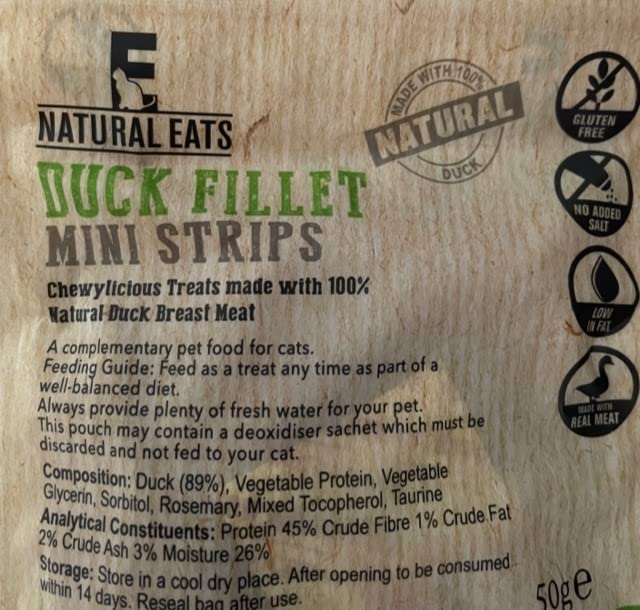 NATURAL EATS
MADE WITH 100%
NATURAL
DUCK
GLUTEN
FREE
DUCK FILLET
MINI STRIPS
NO ADDED
SALT
Chewylicious Treats made with 100%
Natural Duck Breast Meat
LOW
IN FAT
A complementary pet food for cats.
Feeding Guide: Feed as a treat any time as part of a
well-balanced diet.
Always provide plenty of fresh water for your pet.
This pouch may contain a deoxidiser sachet which must be
discarded and not fed to your cat.
MADE WITH
REAL MEAT
Composition: Duck (89%), Vegetable Protein, Vegetable
Glycerin, Sorbitol, Rosemary, Mixed Tocopherol, Taurine
Analytical Constituents: Protein 45% Crude Fibre 1% Crude Fat
2% Crude Ash 3% Moisture 26%
Storage: Store in a cool dry place. After opening to be consumed
within 14 days. Reseal bag after use.
50g e